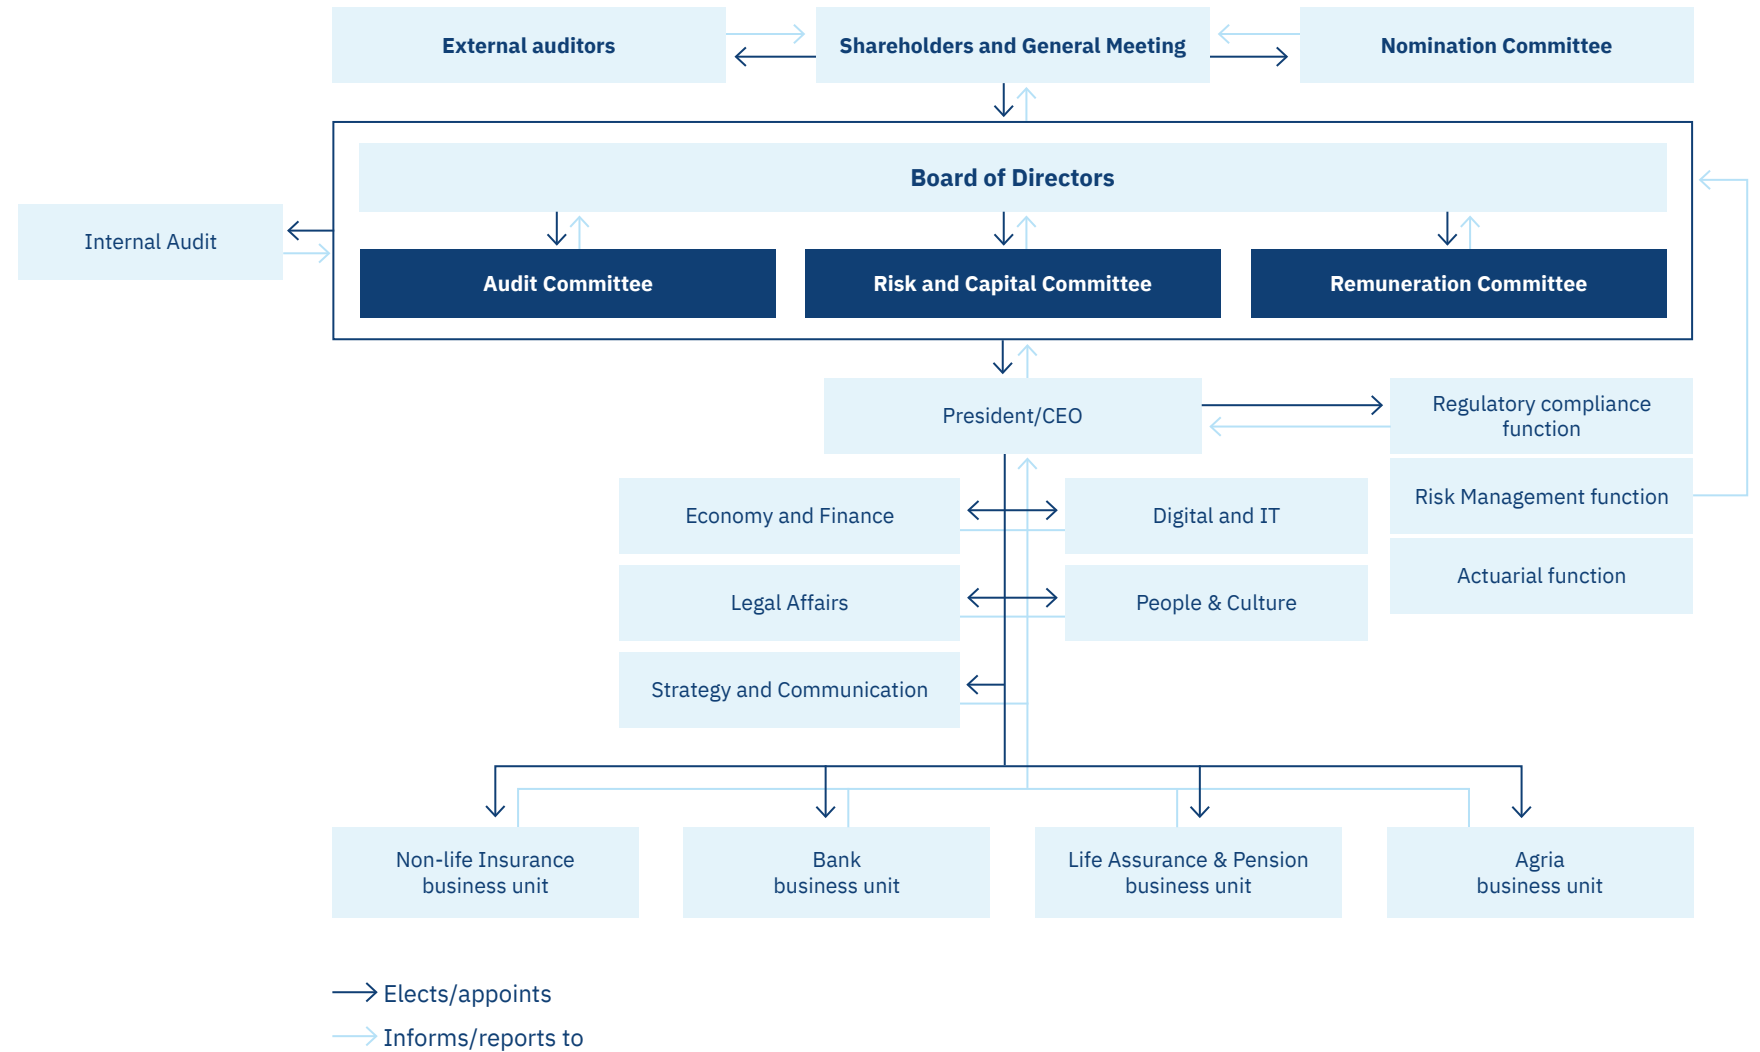 External auditors
Shareholders and General Meeting
Nomination Committee
Board of Directors
Internal Audit
Audit Committee
Risk and Capital Committee
Remuneration Committee
President/CEO
Regulatory compliance
function
Risk Management function
Actuarial function
Economy and Finance
Digital and IT
Legal Affairs
People & Culture
Strategy and Communication
Non-life Insurance
business unit
Bank
business unit
Life Assurance & Pension
business unit
Agria
business unit
Elects/appoints
Informs/reports to